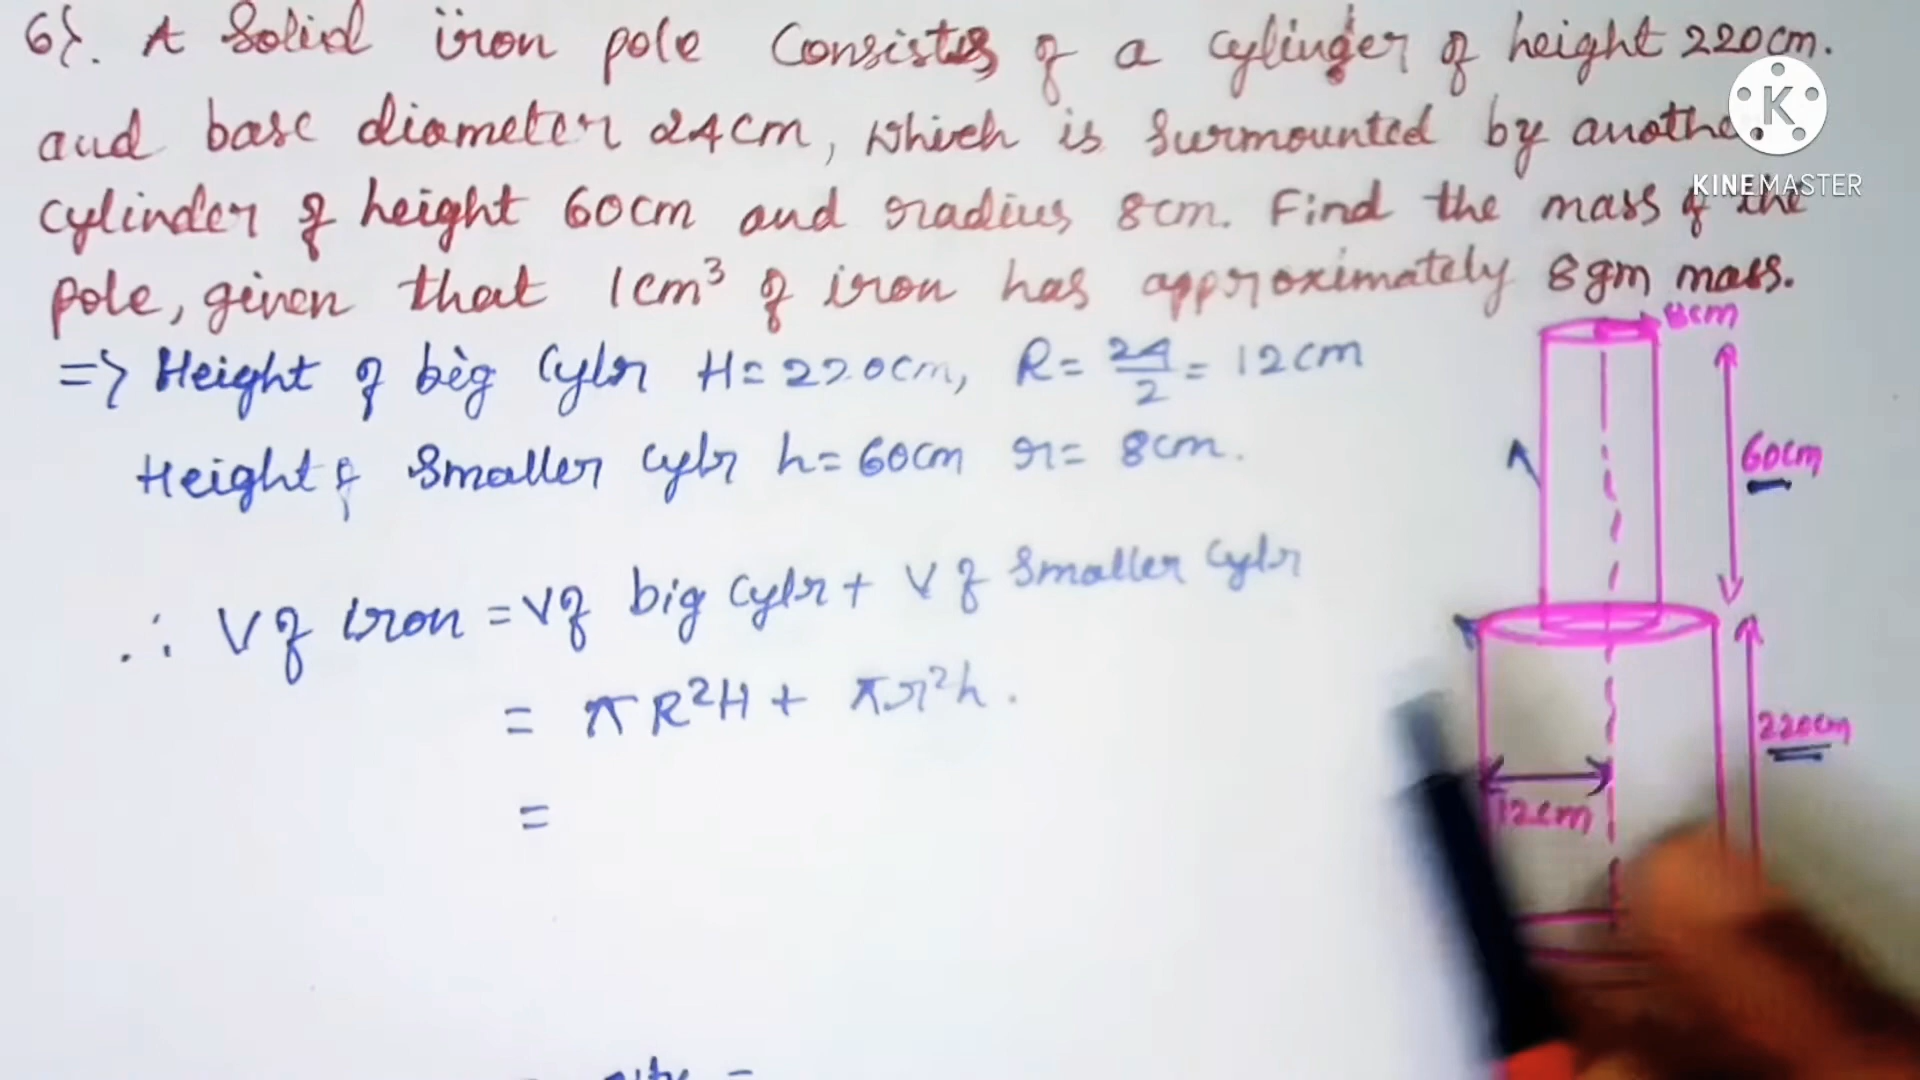 6}. A Solid iron pole Consists of a cylinder of height 220cm.
and base diameter 24cm, which is surmounted by another
cylinder of height 60cm and radius 8cm. Find the mass of the
pole, given that 1cm³ of iron has approximately 8gm mass.
=> Height of big Cylr H= 220cm, R= 24/2 = 12cm
Height of Smaller Cylr h= 60cm r= 8cm.
∴ V of iron = V of big Cylr + V of Smaller Cylr
= πR²H + πr²h.
=
8cm
60cm
220cm
12cm
K
KINEMASTER